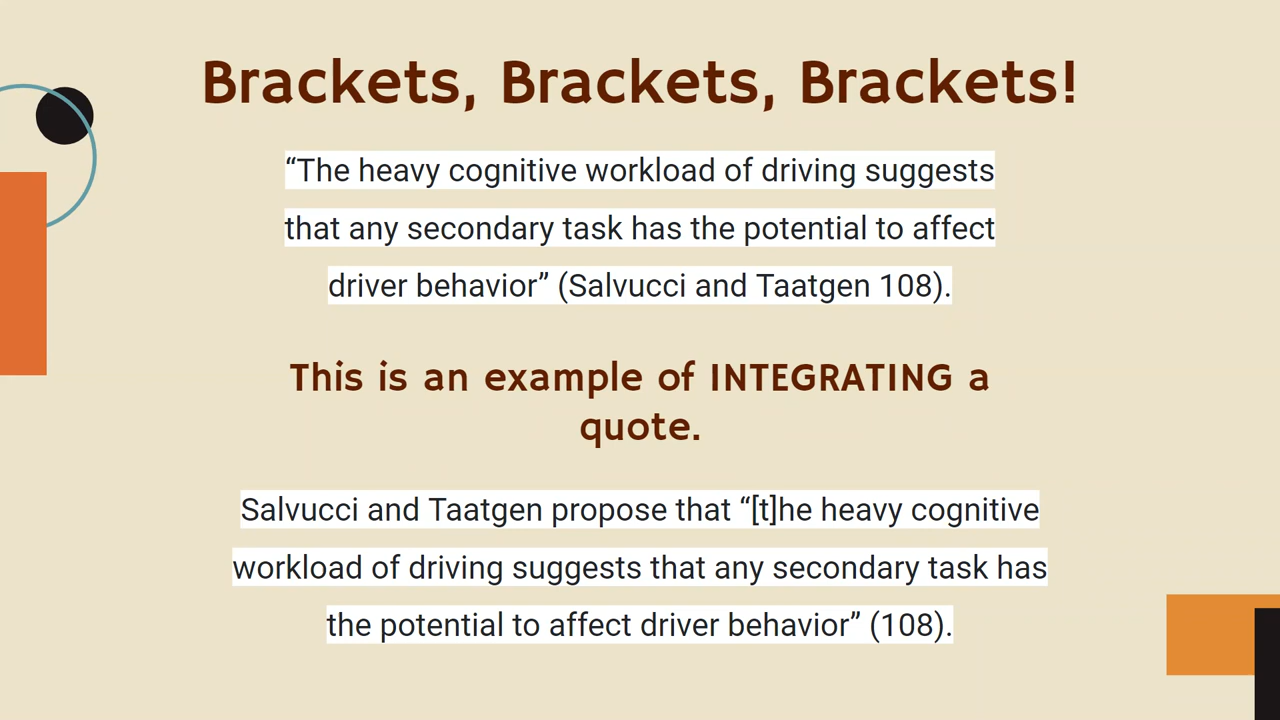 Brackets, Brackets, Brackets!
“The heavy cognitive workload of driving suggests
that any secondary task has the potential to affect
driver behavior” (Salvucci and Taatgen 108).
This is an example of INTEGRATING a
quote.
Salvucci and Taatgen propose that “[t]he heavy cognitive
workload of driving suggests that any secondary task has
the potential to affect driver behavior” (108).